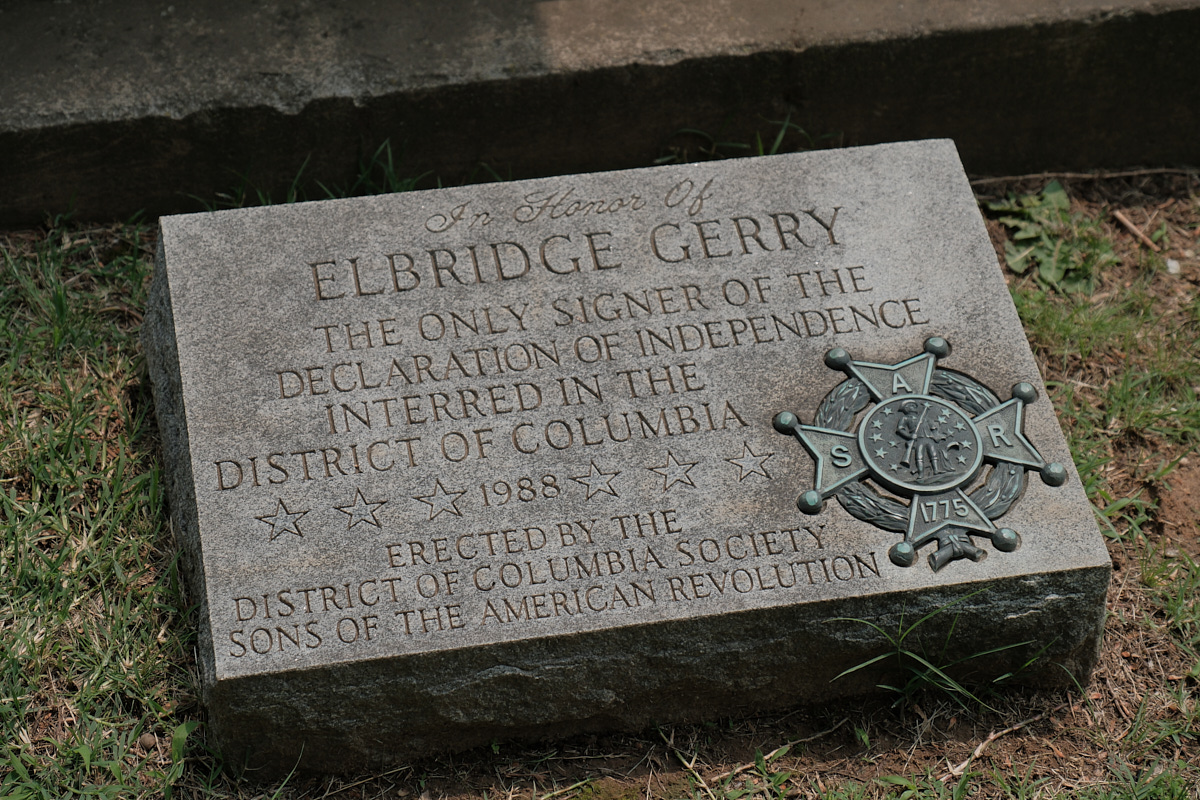 In Honor Of
ELBRIDGE GERRY
THE ONLY SIGNER OF THE
DECLARATION OF INDEPENDENCE
INTERRED IN THE
DISTRICT OF COLUMBIA
1988
ERECTED BY THE
DISTRICT OF COLUMBIA SOCIETY
SONS OF THE AMERICAN REVOLUTION
S A R
1775